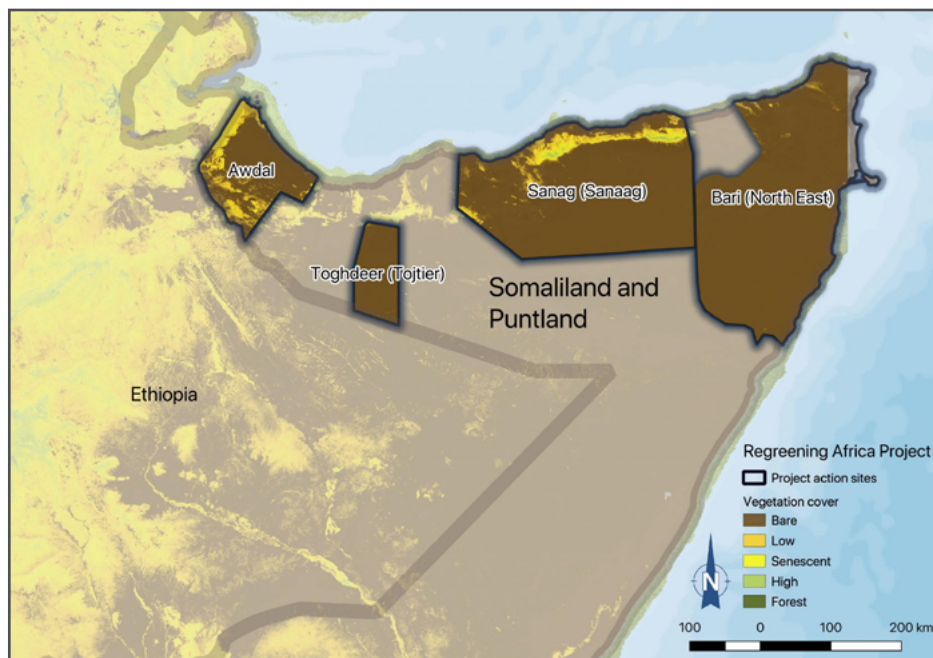 Awdal
Sanag (Sanaag)
Bari (North East)
Toghdeer (Tojtier)
Somaliland and
Puntland
Ethiopia
Regreening Africa Project
Project action sites
Vegetation cover
Bare
Low
Senescent
High
Forest
N
100 0 100 200 km